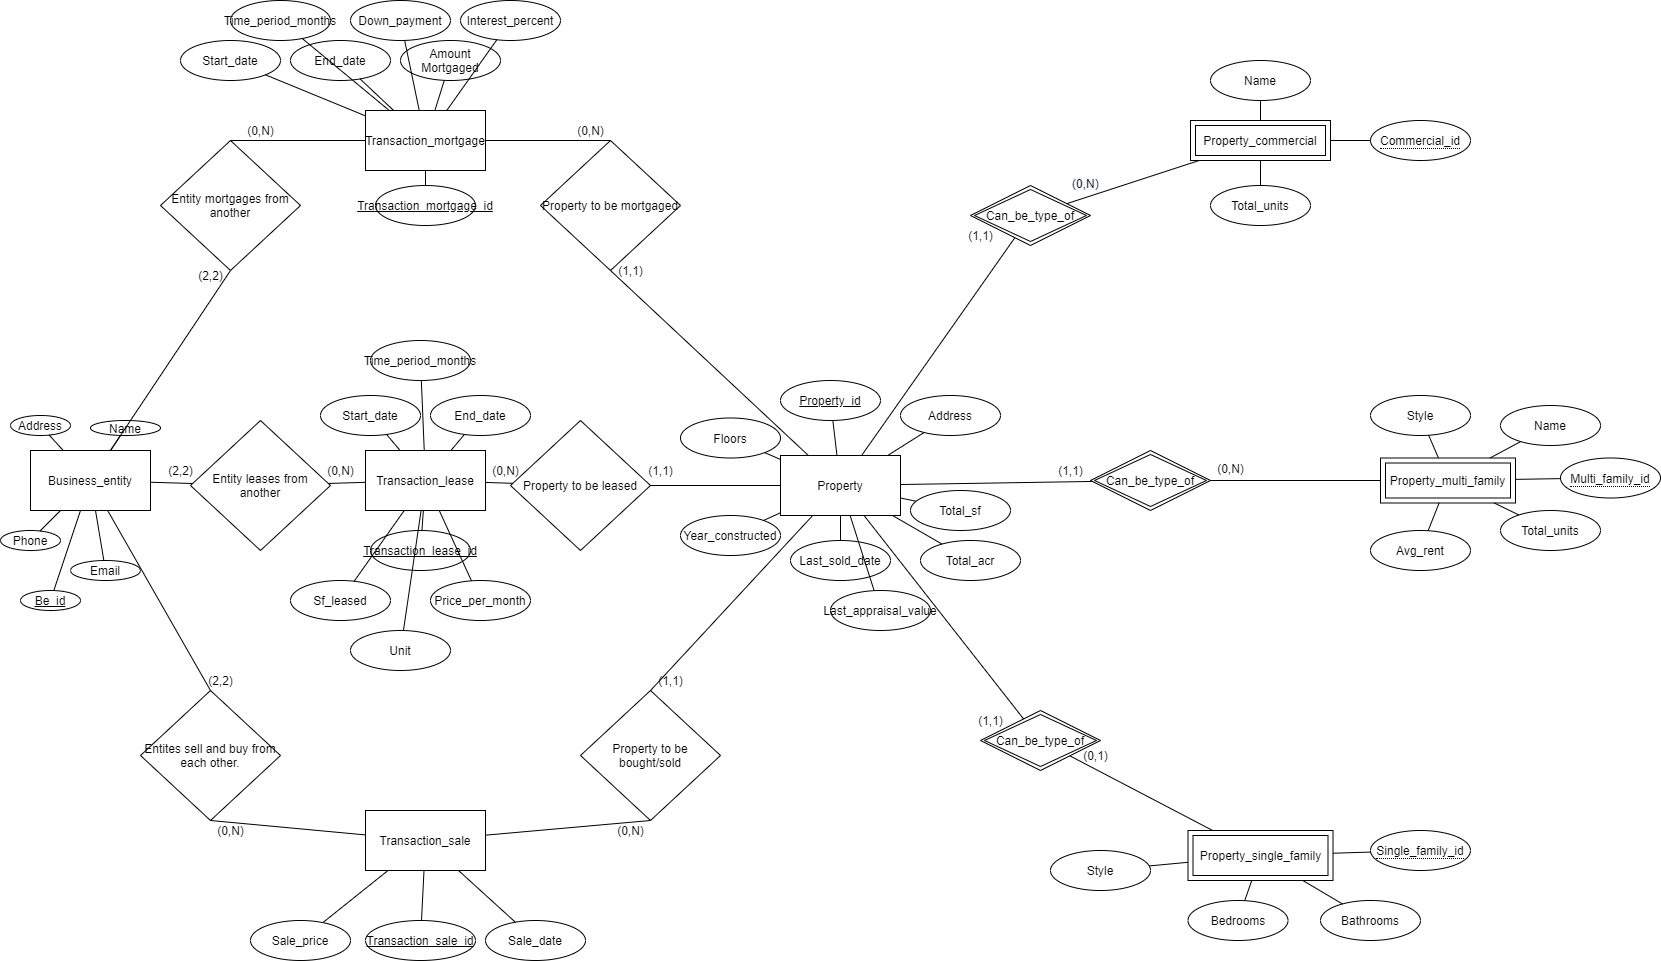 Time_period_months
Down_payment
Interest_percent
Start_date
End_date
Amount
Mortgaged
Name
(0,N)
Transaction_mortgage
(0,N)
Property_commercial
Commercial_id
(0,N)
Entity mortgages from
another
Transaction_mortgage_id
Property to be mortgaged
Total_units
Can_be_type_of
(1,1)
(2,2)
(1,1)
Time_period_months
Property_id
Address
Start_date
End_date
Style
Name
Address
Name
Floors
(2,2)
(0,N)
(0,N)
(1,1)
(1,1)
(0,N)
Business_entity
Entity leases from
another
Transaction_lease
Property to be leased
Property
Can_be_type_of
Property_multi_family
Multi_family_id
Total_sf
Phone
Year_constructed
Total_units
Transaction_lease_id
Last_sold_date
Total_acr
Avg_rent
Email
Be_id
Sf_leased
Price_per_month
Last_appraisal_value
Unit
(2,2)
(1,1)
(1,1)
Can_be_type_of
(0,1)
Entites sell and buy from
each other.
Property to be
bought/sold
(0,N)
(0,N)
Transaction_sale
Property_single_family
Single_family_id
Style
Bedrooms
Bathrooms
Sale_price
Transaction_sale_id
Sale_date